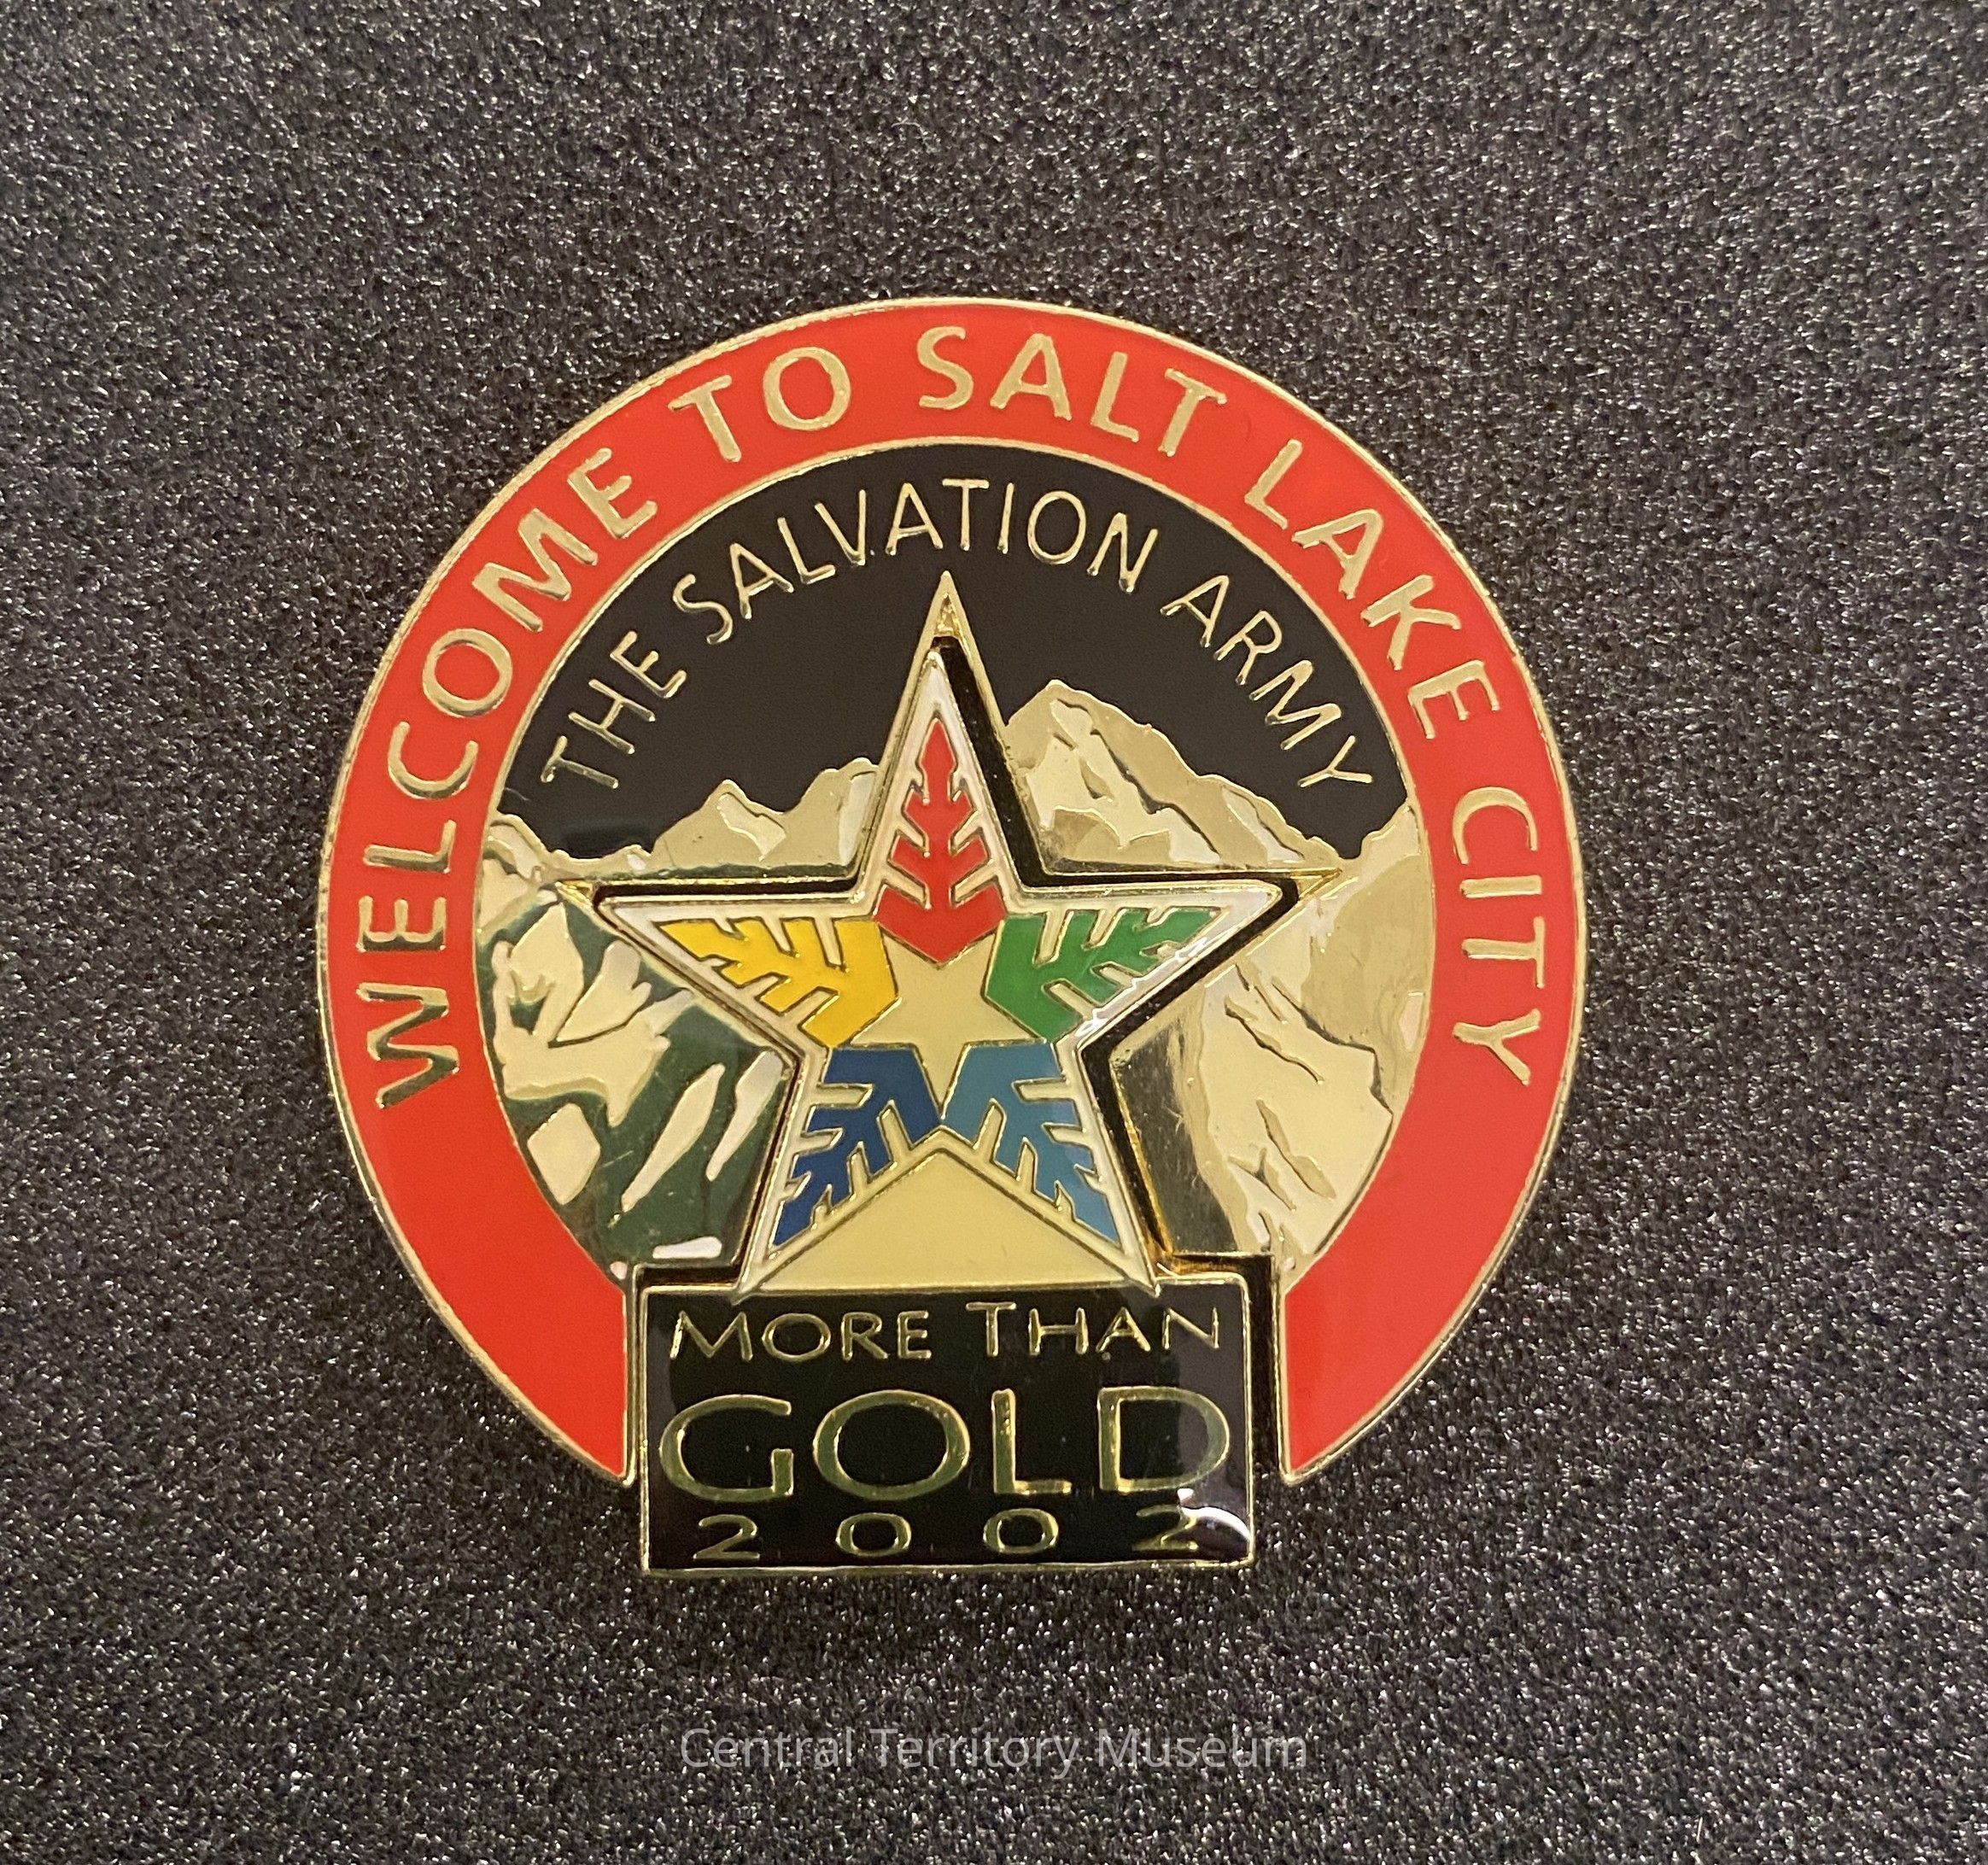 WELCOME TO SALT LAKE CITY
THE SALVATION ARMY
MORE THAN
GOLD
2002
Central Territory Museum